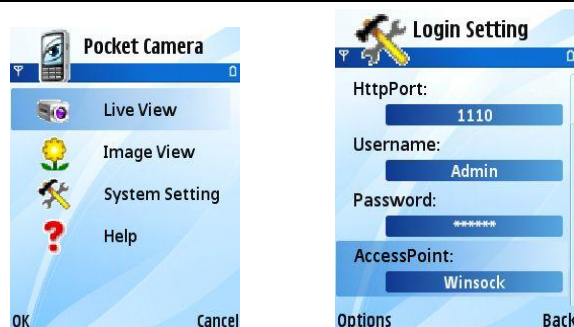 Pocket Camera
Live View
Image View
System Setting
Help
OK Cancel
Login Setting
HttpPort:
1110
Username:
Admin
Password:
******
AccessPoint:
Winsock
Options Back